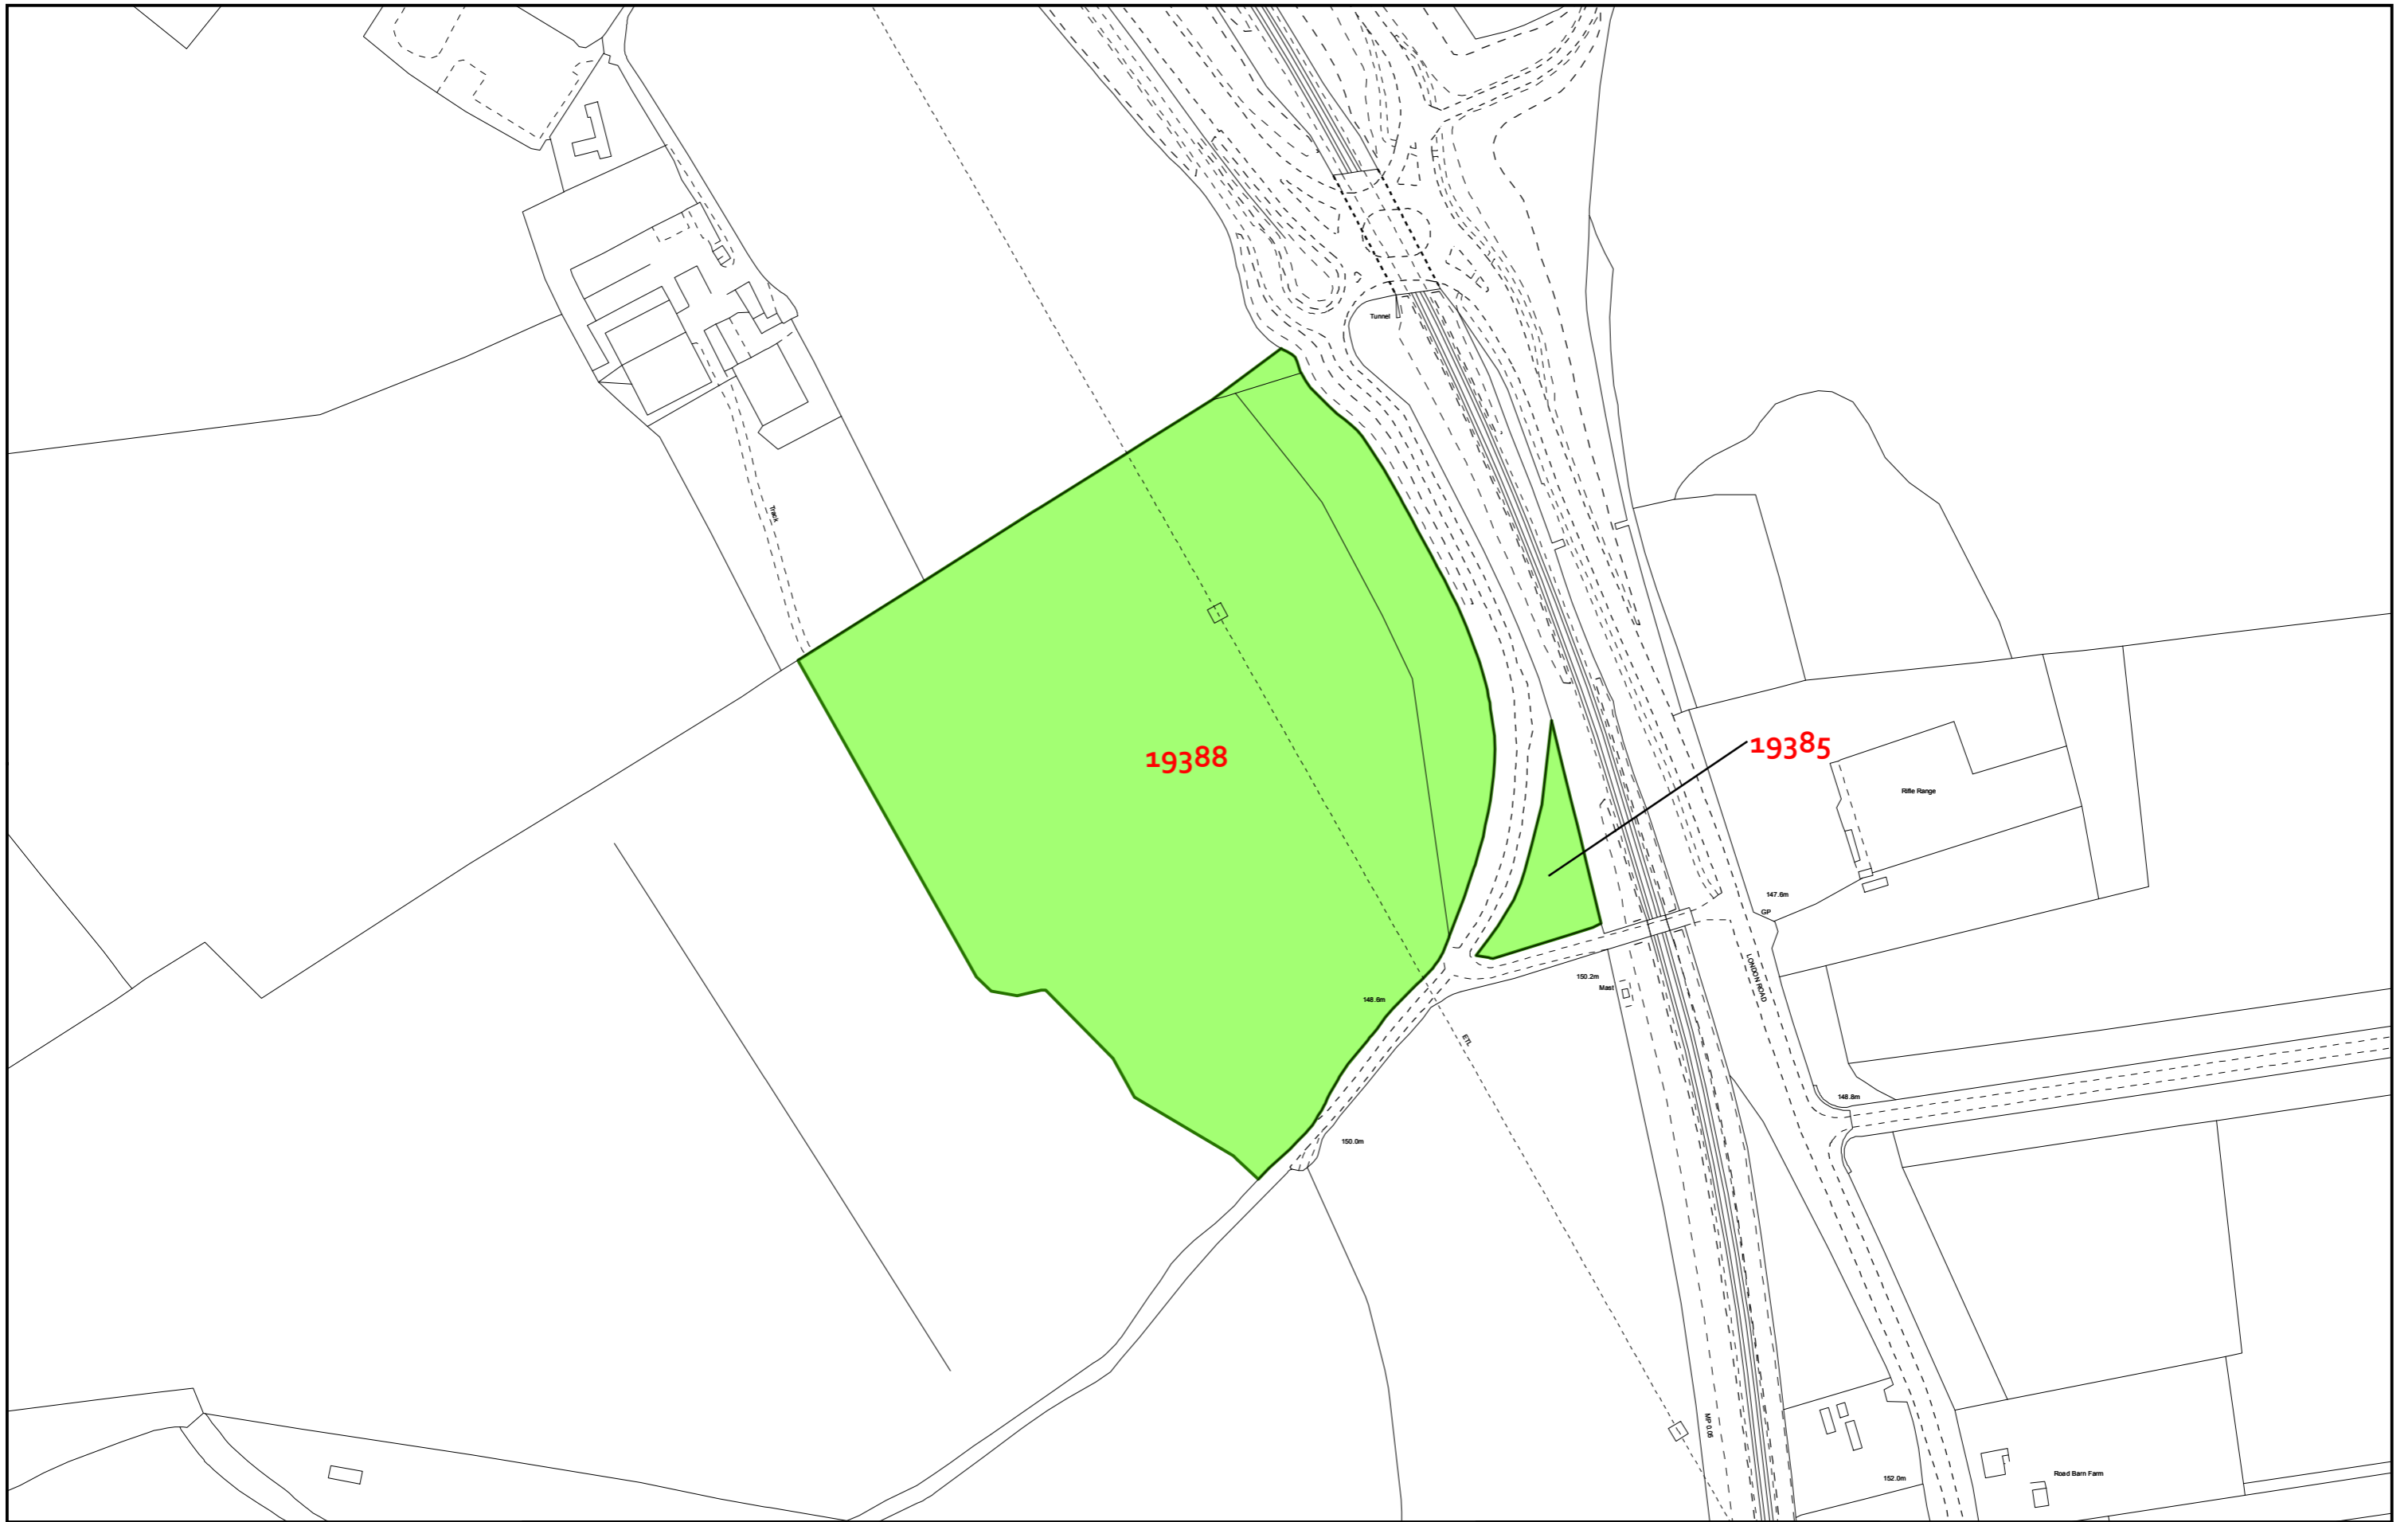 Tunnel
Track
19388
19385
Rifle Range
147.6m
GP
LONDON ROAD
150.2m
Mast
148.6m
ETL
148.8m
150.0m
MP 0.05
152.0m
Road Barn Farm